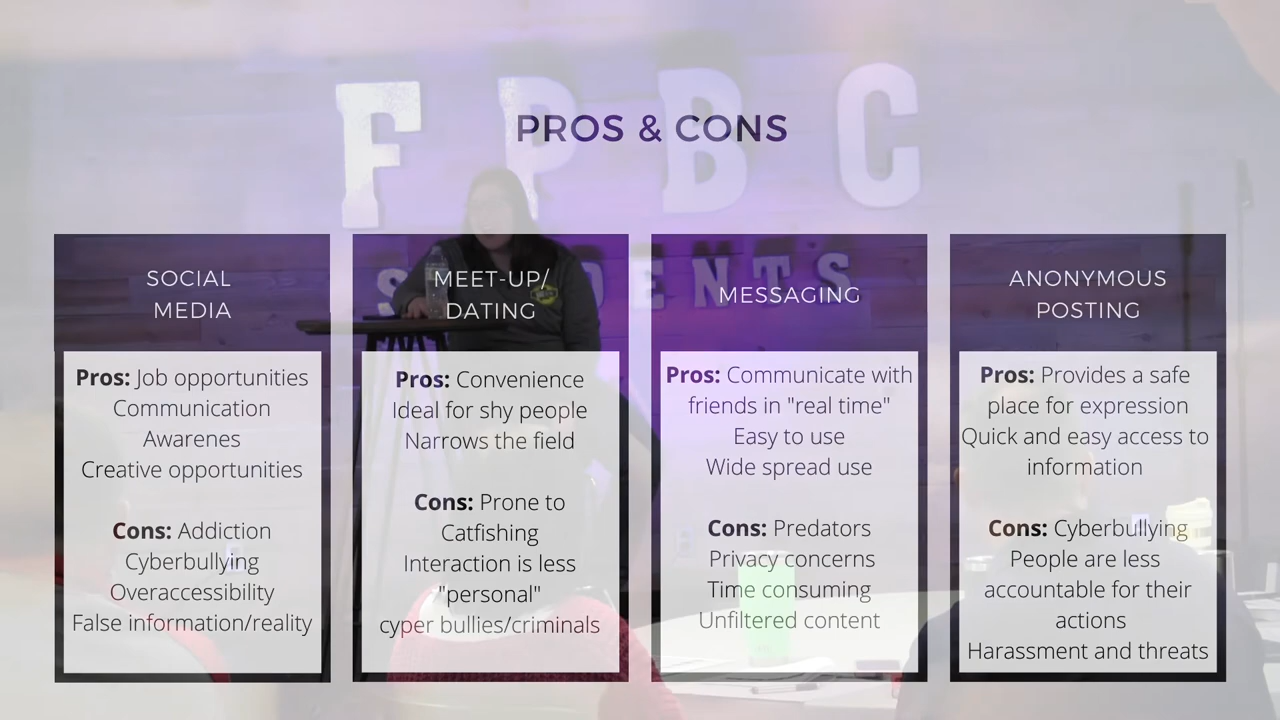 FPBC
PROS & CONS
STUDENTS
SOCIAL
MEDIA
Pros: Job opportunities
Communication
Awarenes
Creative opportunities
Cons: Addiction
Cyberbullying
Overaccessibility
False information/reality
MEET-UP/
DATING
Pros: Convenience
Ideal for shy people
Narrows the field
Cons: Prone to
Catfishing
Interaction is less
"personal"
cyper bullies/criminals
MESSAGING
Pros: Communicate with
friends in "real time"
Easy to use
Wide spread use
Cons: Predators
Privacy concerns
Time consuming
Unfiltered content
ANONYMOUS
POSTING
Pros: Provides a safe
place for expression
Quick and easy access to
information
Cons: Cyberbullying
People are less
accountable for their
actions
Harassment and threats